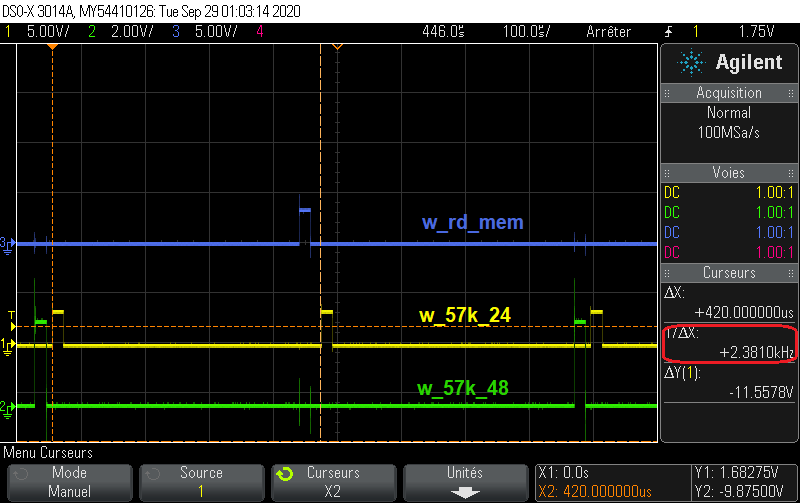 DSO-X 3014A, MY54410126: Tue Sep 29 01:03:14 2020
1 5.00V/ 2 2.00V/ 3 5.00V/ 4 446.0s 100.0s/ Arrêter 1 1.75V
Agilent
Acquisition
Normal
100MSa/s
Voies
DC 1.00:1
DC 1.00:1
DC 1.00:1
DC 1.00:1
Curseurs
ΔX:
+420.000000us
1/ΔX:
+2.3810kHz
ΔY(1):
-11.5578V
3 w_rd_mem
T
w_57k_24
1
w_57k_48
2
Menu Curseurs
Mode
Manuel
Source
1
Curseurs
X2
Unités
X1: 0.0s
X2: 420.000000us
Y1: 1.68275V
Y2: -9.87500V